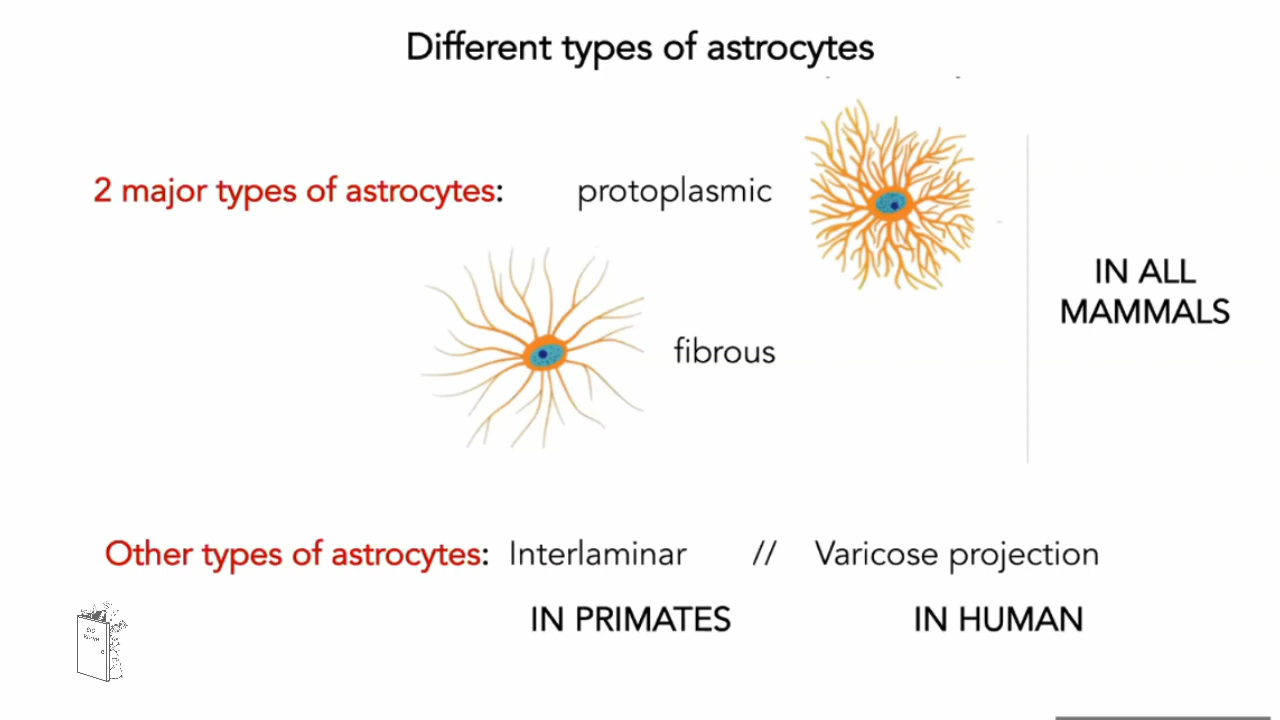 Different types of astrocytes
2 major types of astrocytes: protoplasmic
fibrous
IN ALL
MAMMALS
Other types of astrocytes: Interlaminar // Varicose projection
IN PRIMATES IN HUMAN